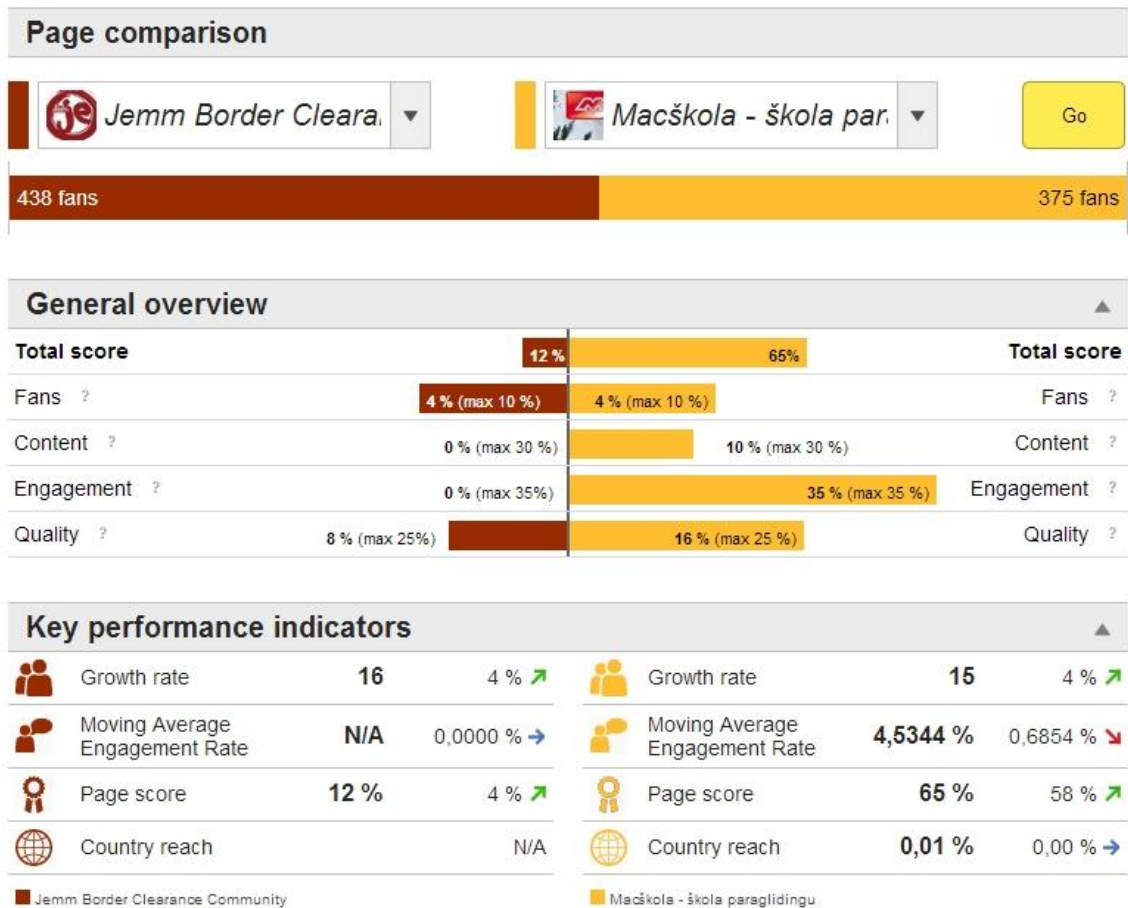 Page comparison
Jemm Border Cleara
Macškola - škola par
Go
438 fans 375 fans
General overview
Total score 12 % 65% Total score
Fans ? 4 % (max 10 %) 4 % (max 10 %) Fans ?
Content ? 0 % (max 30 %) 10 % (max 30 %) Content ?
Engagement ? 0 % (max 35%) 35 % (max 35 %) Engagement ?
Quality ? 8 % (max 25%) 16 % (max 25 %) Quality ?
Key performance indicators
Growth rate 16 4 % Growth rate 15 4 %
Moving Average
Engagement Rate N/A 0,0000 %
Moving Average
Engagement Rate 4,5344 % 0,6854 %
Page score 12 % 4 % Page score 65 % 58 %
Country reach N/A Country reach 0,01 % 0,00 %
Jemm Border Clearance Community Macškola - škola paraglidingu